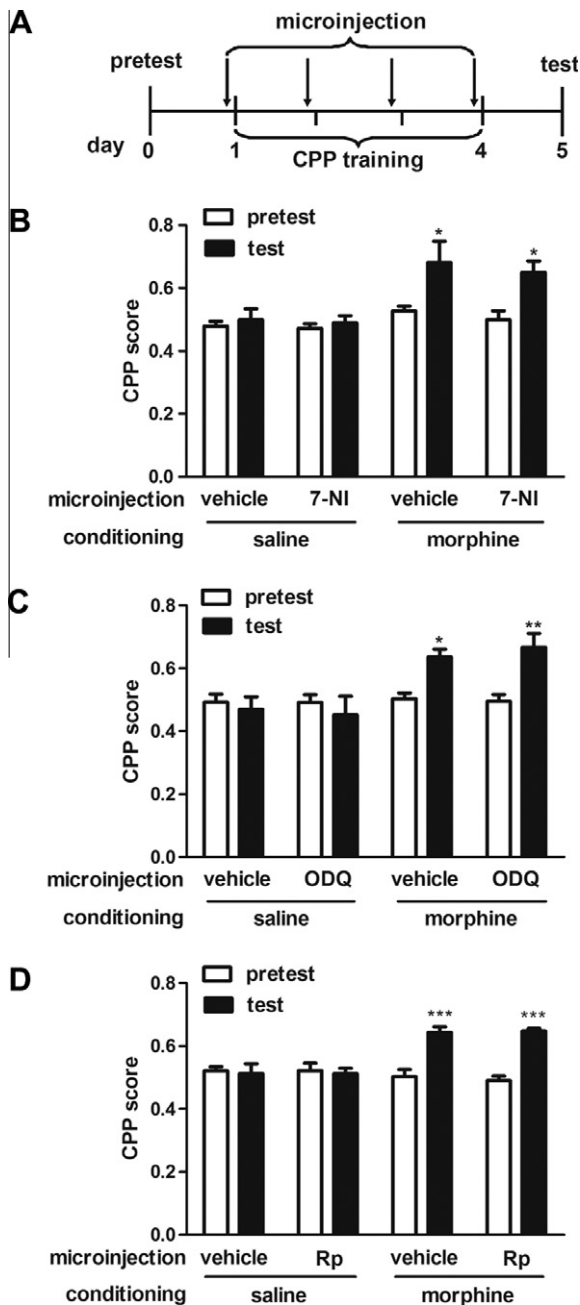 A
microinjection
pretest
test
day
0
1
4
5
CPP training
B
pretest
test
CPP score
0.8
0.6
0.4
0.2
0.0
*
*
microinjection vehicle 7-NI vehicle 7-NI
conditioning saline morphine
C
pretest
test
CPP score
0.8
0.6
0.4
0.2
0.0
*
**
microinjection vehicle ODQ vehicle ODQ
conditioning saline morphine
D
pretest
test
CPP score
0.8
0.6
0.4
0.2
0.0
***
***
microinjection vehicle Rp vehicle Rp
conditioning saline morphine